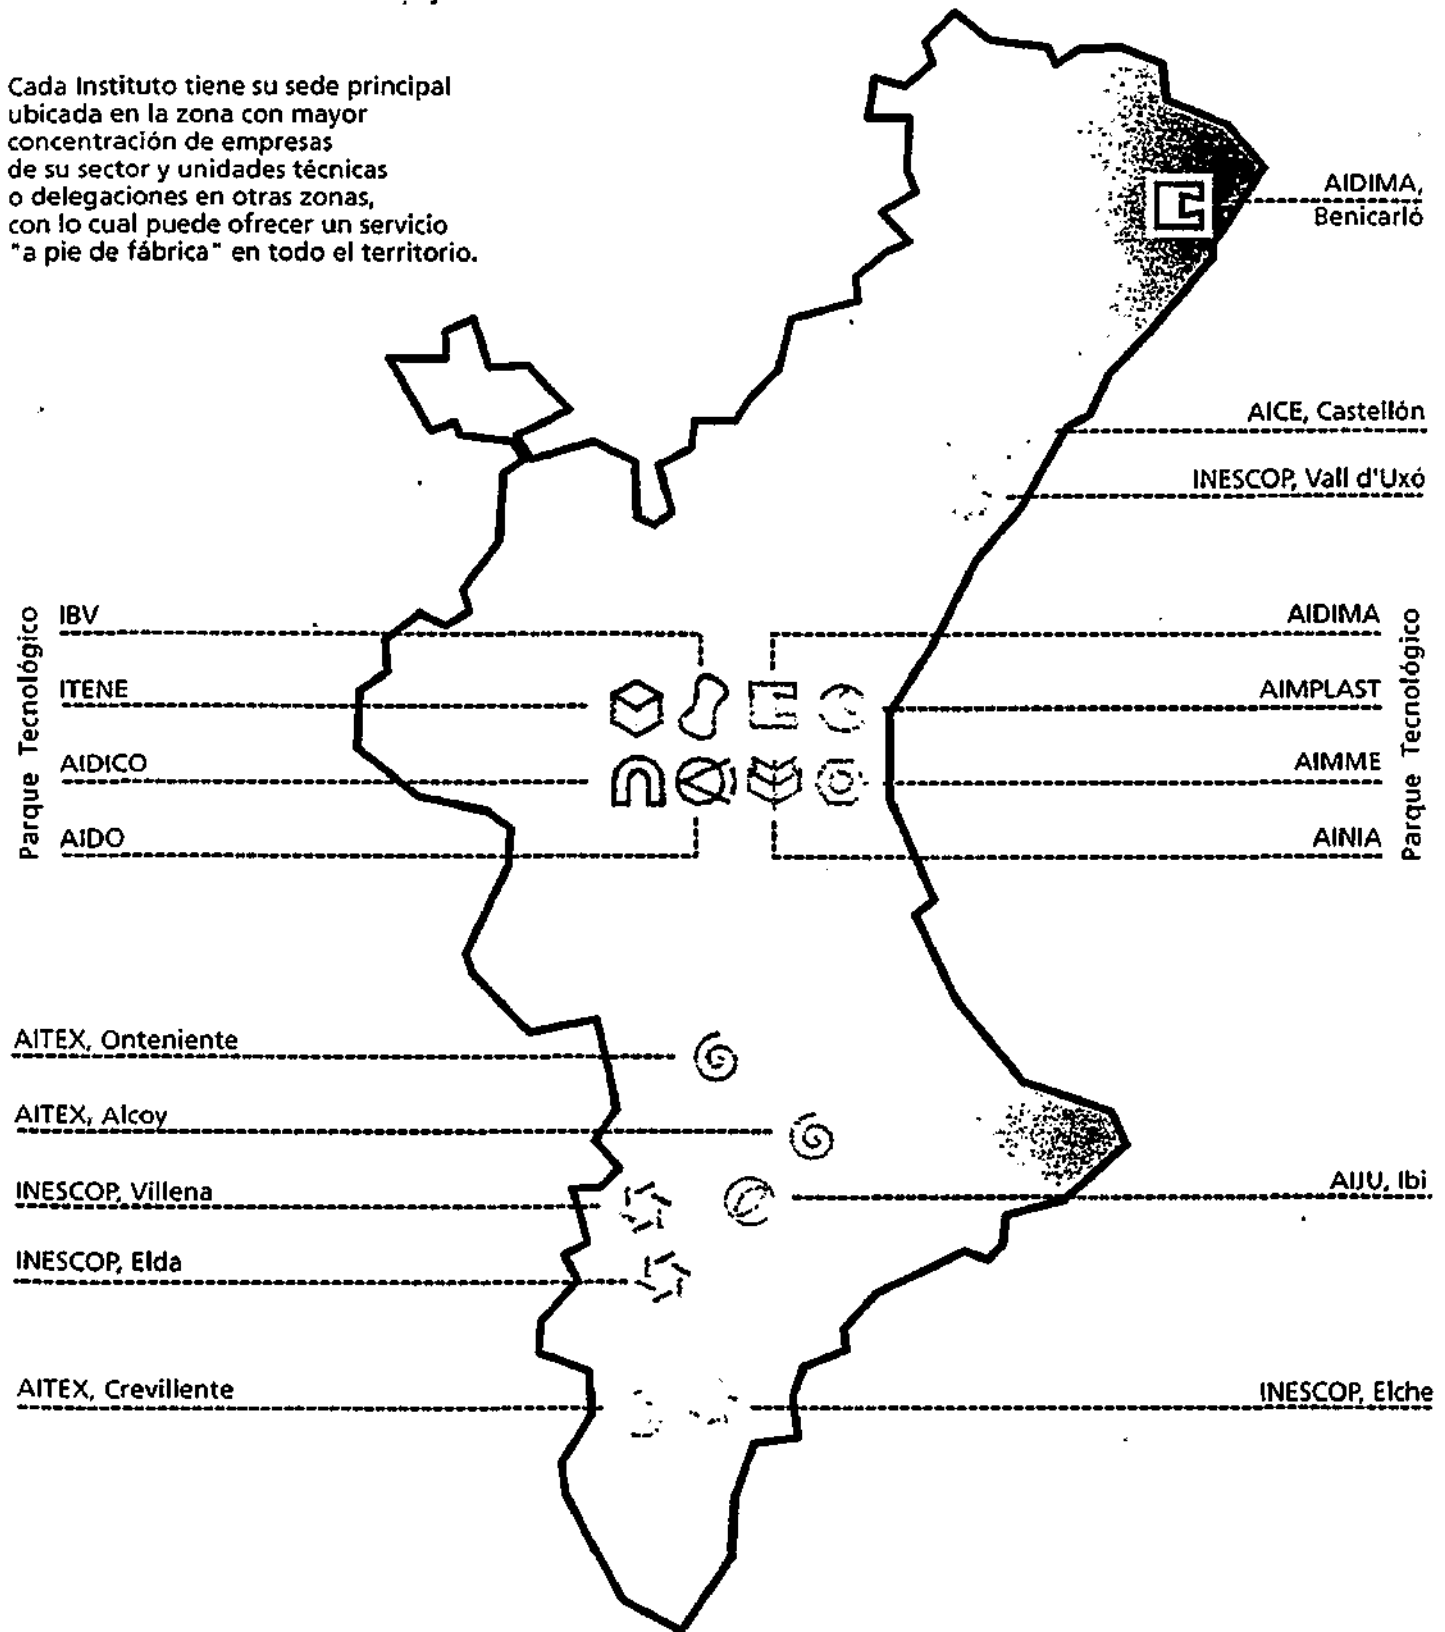 Cada Instituto tiene su sede principal
ubicada en la zona con mayor
concentración de empresas
de su sector y unidades técnicas
o delegaciones en otras zonas,
con lo cual puede ofrecer un servicio
"a pie de fábrica" en todo el territorio.
AIDIMA,
Benicarló
AICE, Castellón
INESCOP, Vall d'Uxó
Parque Tecnológico
IBV
ITENE
AIDICO
AIDO
AIDIMA
AIMPLAST
AIMME
AINIA
Parque Tecnológico
AITEX, Onteniente
AITEX, Alcoy
INESCOP, Villena
INESCOP, Elda
AITEX, Crevillente
AIJU, Ibi
INESCOP, Elche